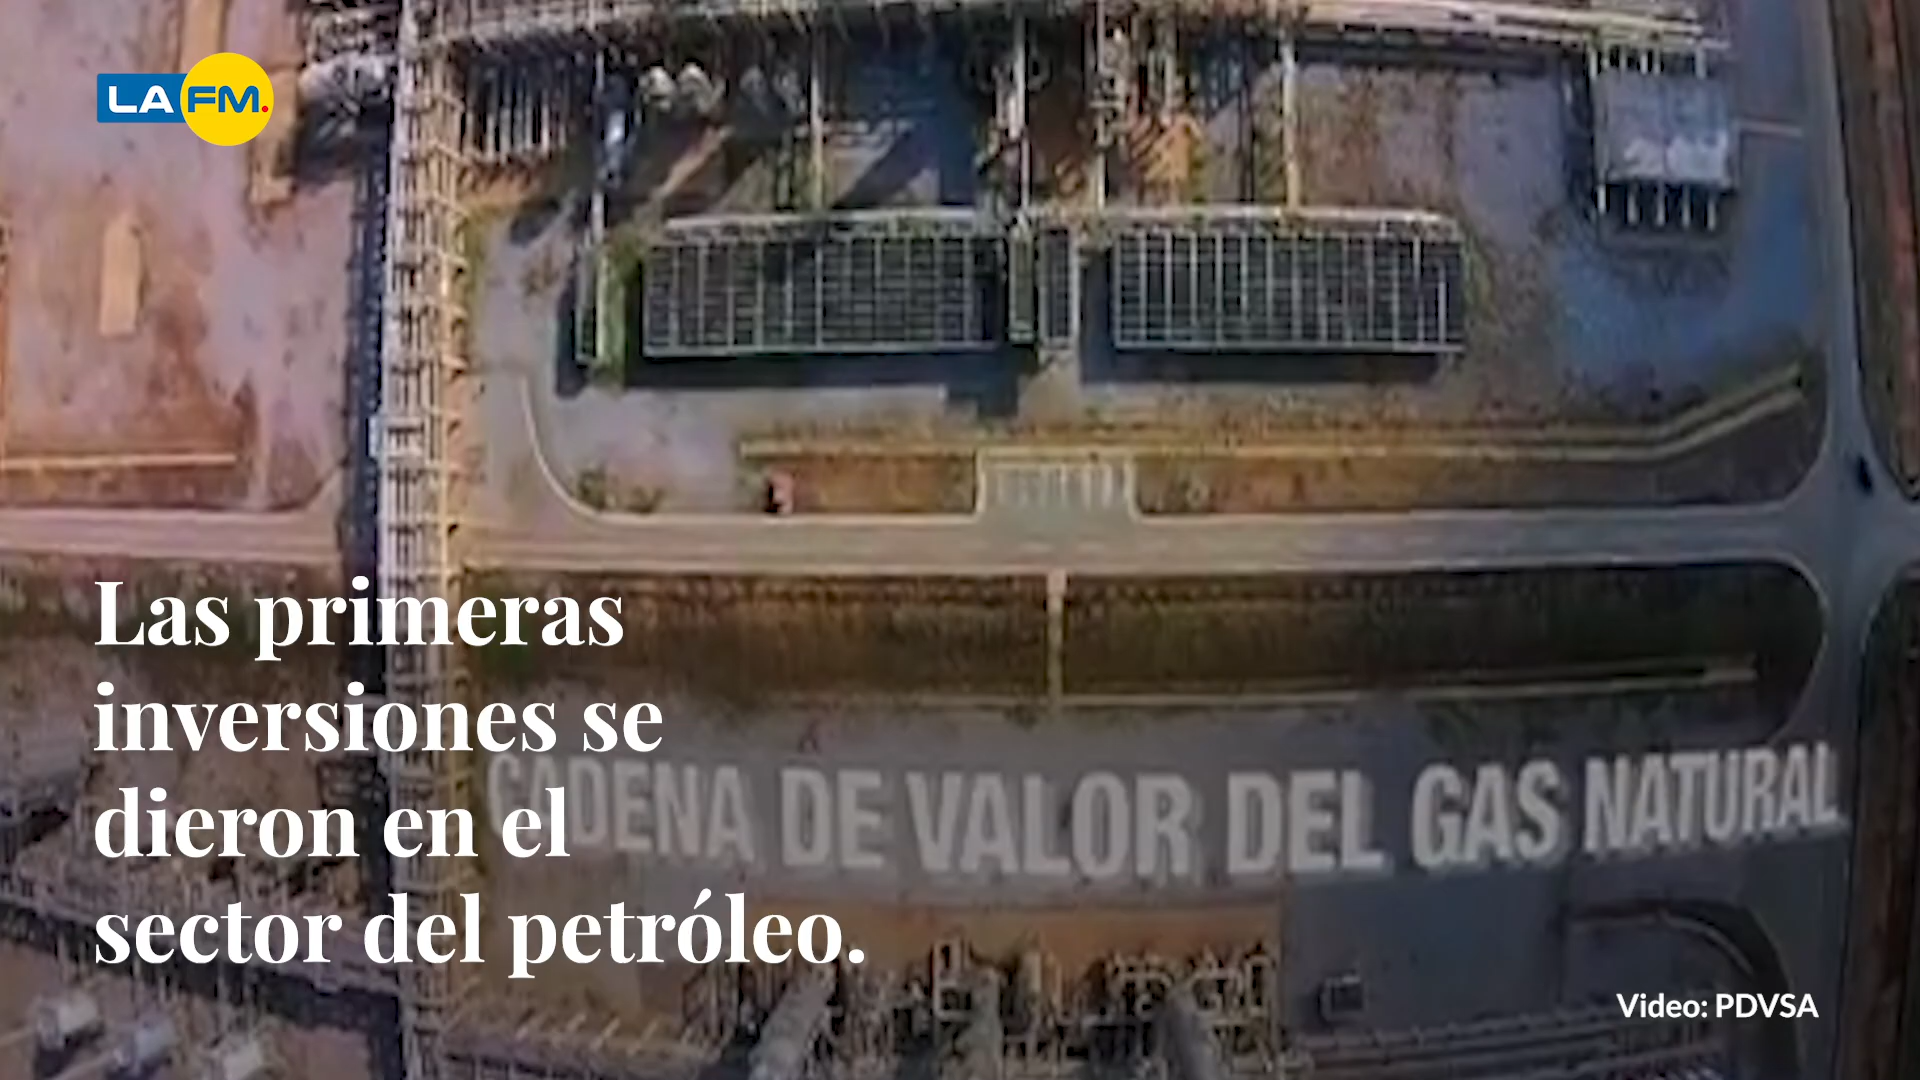 LA FM.
Las primeras
inversiones se
dieron en el
sector del petróleo.
CADENA DE VALOR DEL GAS NATURAL
Video: PDVSA